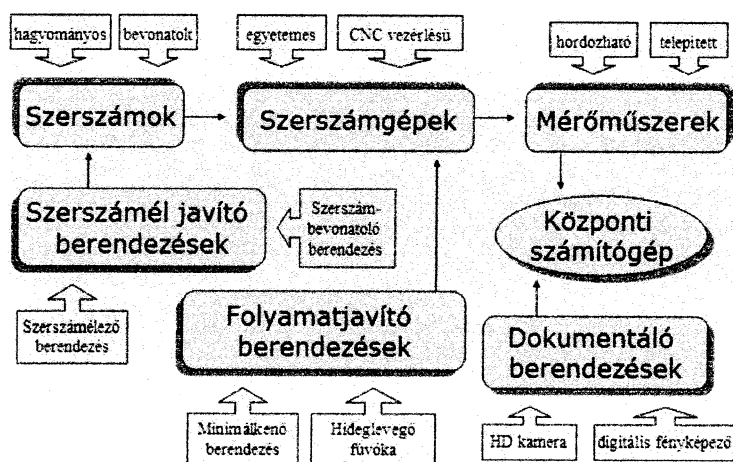 hagyományos
bevonatolt
egyetemes
CNC vezérlésü
hordozható
telepített
Szerszámok
Szerszámgépek
Mérőműszerek
Szerszámél javító
berendezések
Szerszám-
bevonatoló
berendezés
Központi
számítógép
Szerszámélező
berendezés
Folyamatjavító
berendezések
Dokumentáló
berendezések
Minimálkenő
berendezés
Hideglevegő
fúvóka
HD kamera
digitális fényképező